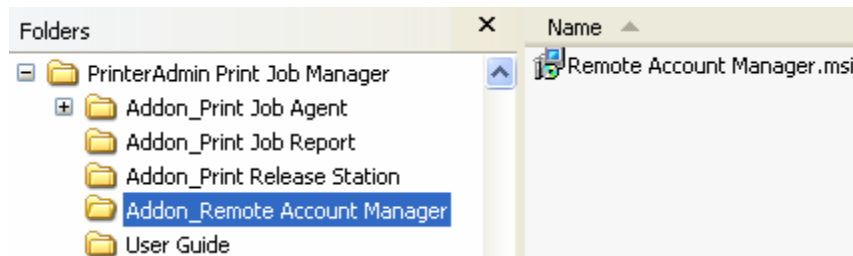 Folders
Name
PrinterAdmin Print Job Manager
Remote Account Manager.msi
Addon_Print Job Agent
Addon_Print Job Report
Addon_Print Release Station
Addon_Remote Account Manager
User Guide